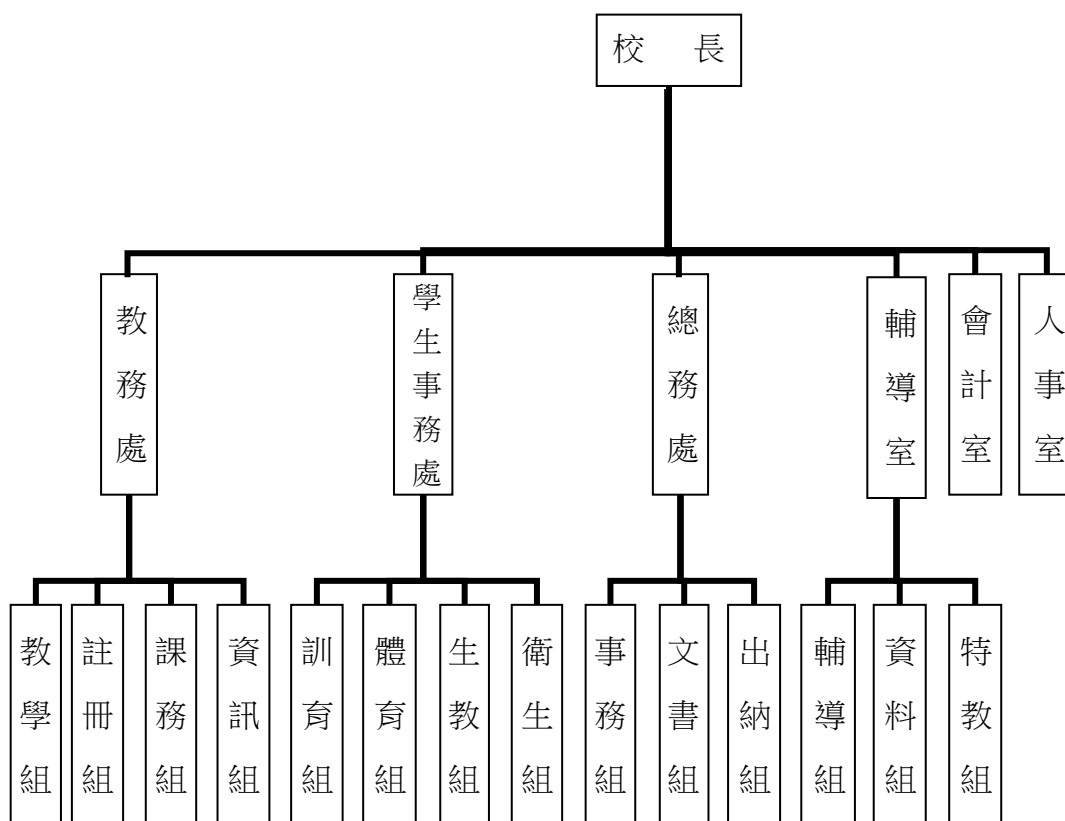 校 長
教務處
學生事務處
總務處
輔導室
會計室
人事室
教學組
註冊組
課務組
資訊組
訓育組
體育組
生教組
衛生組
事務組
文書組
出納組
輔導組
資料組
特教組